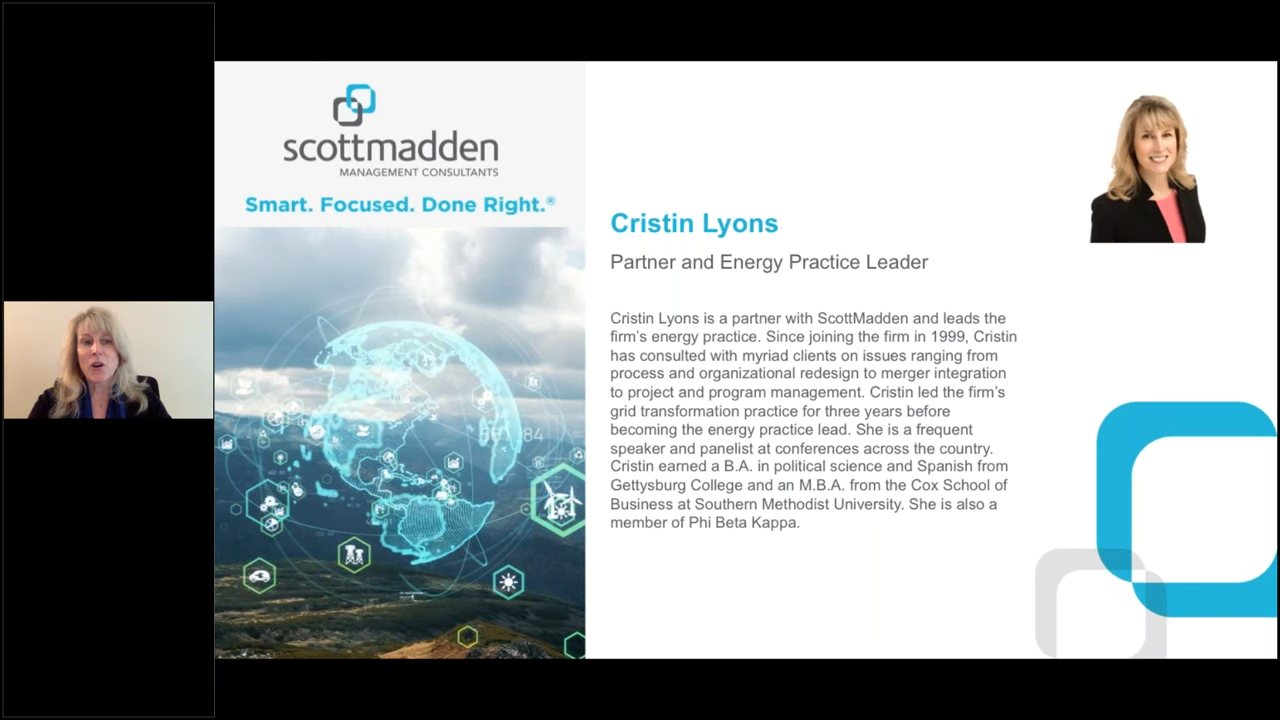 scottmadden
MANAGEMENT CONSULTANTS
Smart. Focused. Done Right.®
Cristin Lyons
Partner and Energy Practice Leader
Cristin Lyons is a partner with ScottMadden and leads the
firm's energy practice. Since joining the firm in 1999, Cristin
has consulted with myriad clients on issues ranging from
process and organizational redesign to merger integration
to project and program management. Cristin led the firm's
grid transformation practice for three years before
becoming the energy practice lead. She is a frequent
speaker and panelist at conferences across the country.
Cristin earned a B.A. in political science and Spanish from
Gettysburg College and an M.B.A. from the Cox School of
Business at Southern Methodist University. She is also a
member of Phi Beta Kappa.